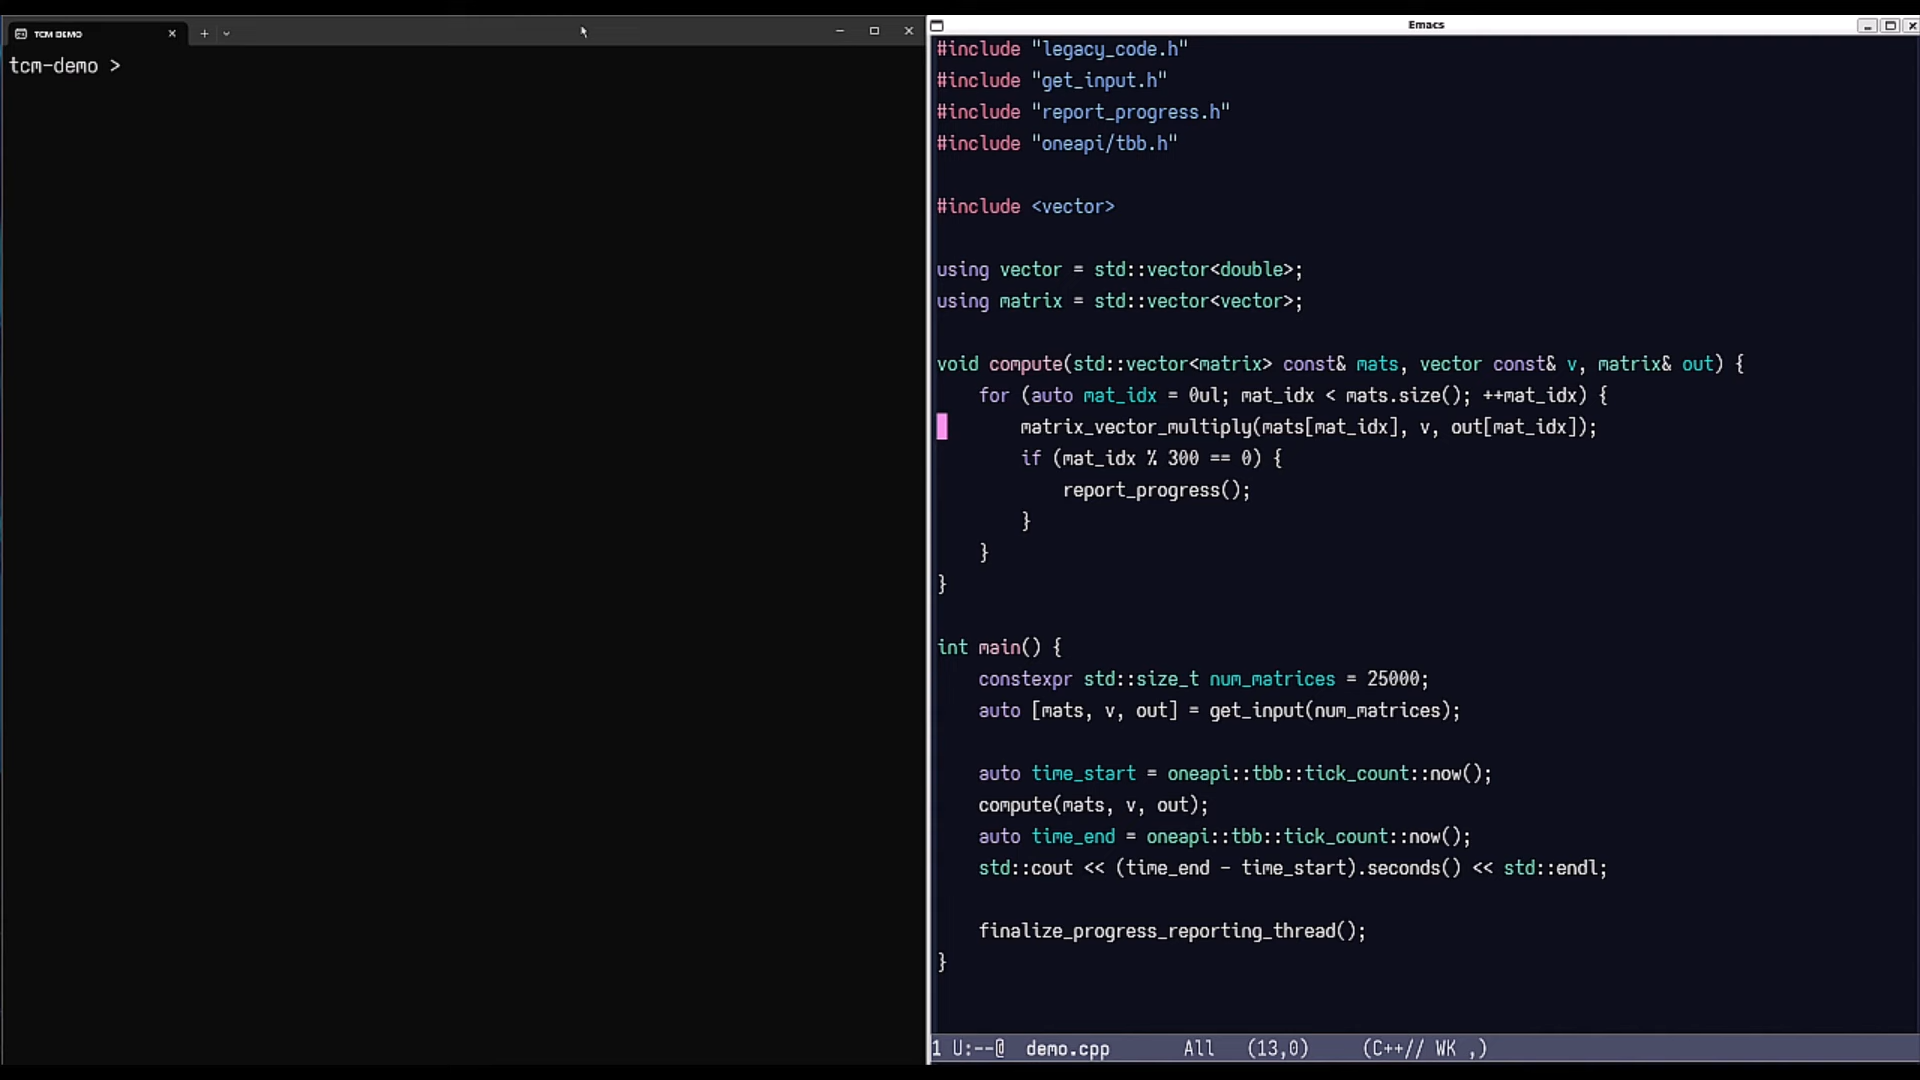 TCM DEMO
tcm-demo >
Emacs
#include "legacy_code.h"
#include "get_input.h"
#include "report_progress.h"
#include "oneapi/tbb.h"
#include <vector>
using vector = std::vector<double>;
using matrix = std::vector<vector>;
void compute(std::vector<matrix> const& mats, vector const& v, matrix& out) {
    for (auto mat_idx = 0ul; mat_idx < mats.size(); ++mat_idx) {
        matrix_vector_multiply(mats[mat_idx], v, out[mat_idx]);
        if (mat_idx % 300 == 0) {
            report_progress();
        }
    }
}
int main() {
    constexpr std::size_t num_matrices = 25000;
    auto [mats, v, out] = get_input(num_matrices);
    auto time_start = oneapi::tbb::tick_count::now();
    compute(mats, v, out);
    auto time_end = oneapi::tbb::tick_count::now();
    std::cout << (time_end - time_start).seconds() << std::endl;
    finalize_progress_reporting_thread();
}
1 U:--@ demo.cpp All (13,0) (C++// WK ,)